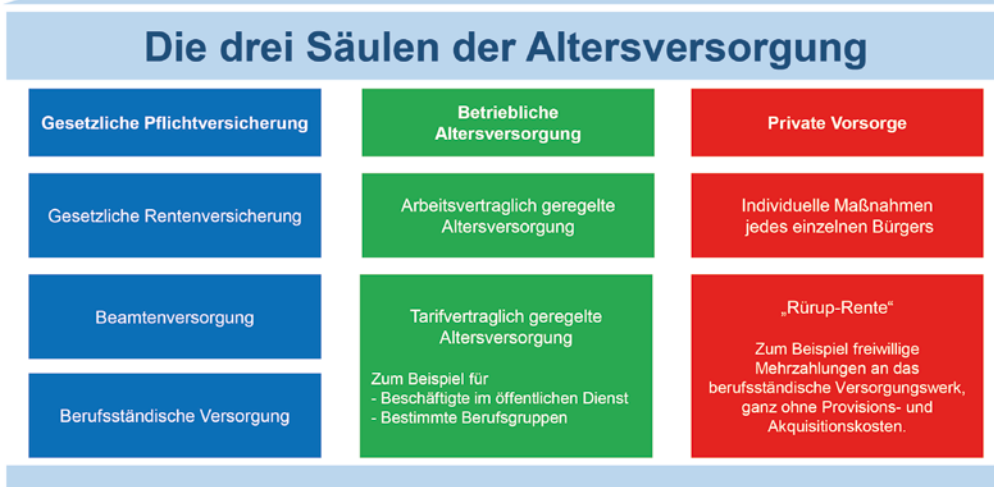 Die drei Säulen der Altersversorgung
Gesetzliche Pflichtversicherung
Betriebliche
Altersversorgung
Private Vorsorge
Gesetzliche Rentenversicherung
Arbeitsvertraglich geregelte
Altersversorgung
Individuelle Maßnahmen
jedes einzelnen Bürgers
Beamtenversorgung
Berufsständische Versorgung
Tarifvertraglich geregelte
Altersversorgung
Zum Beispiel für
- Beschäftigte im öffentlichen Dienst
- Bestimmte Berufsgruppen
„Rürup-Rente“
Zum Beispiel freiwillige
Mehrzahlungen an das
berufsständische Versorgungswerk,
ganz ohne Provisions- und
Akquisitionskosten.